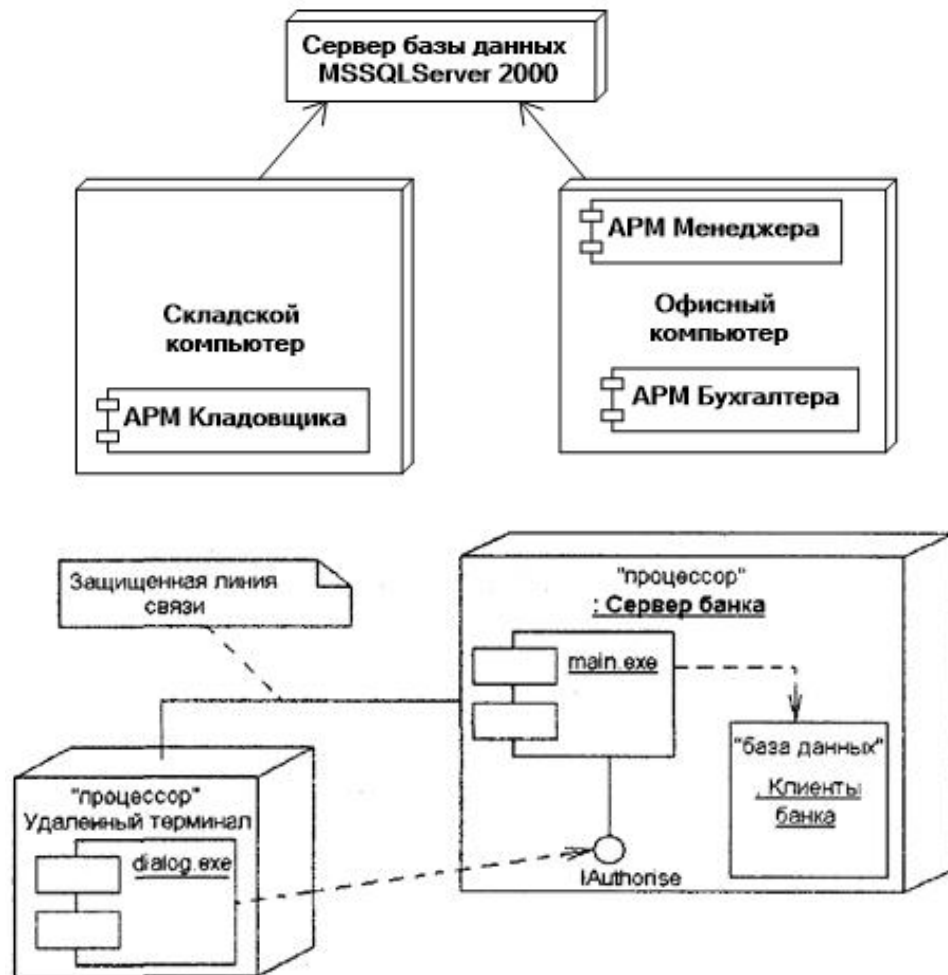 Сервер базы данных
MSSQLServer 2000
АРМ Менеджера
Складской
компьютер
Офисный
компьютер
АРМ Кладовщика
АРМ Бухгалтера
Защищенная линия
связи
"процессор"
: Сервер банка
main.exe
"база данных"
. Клиенты
банка
"процессор"
Удаленный терминал
dialog.exe
IAuthorise